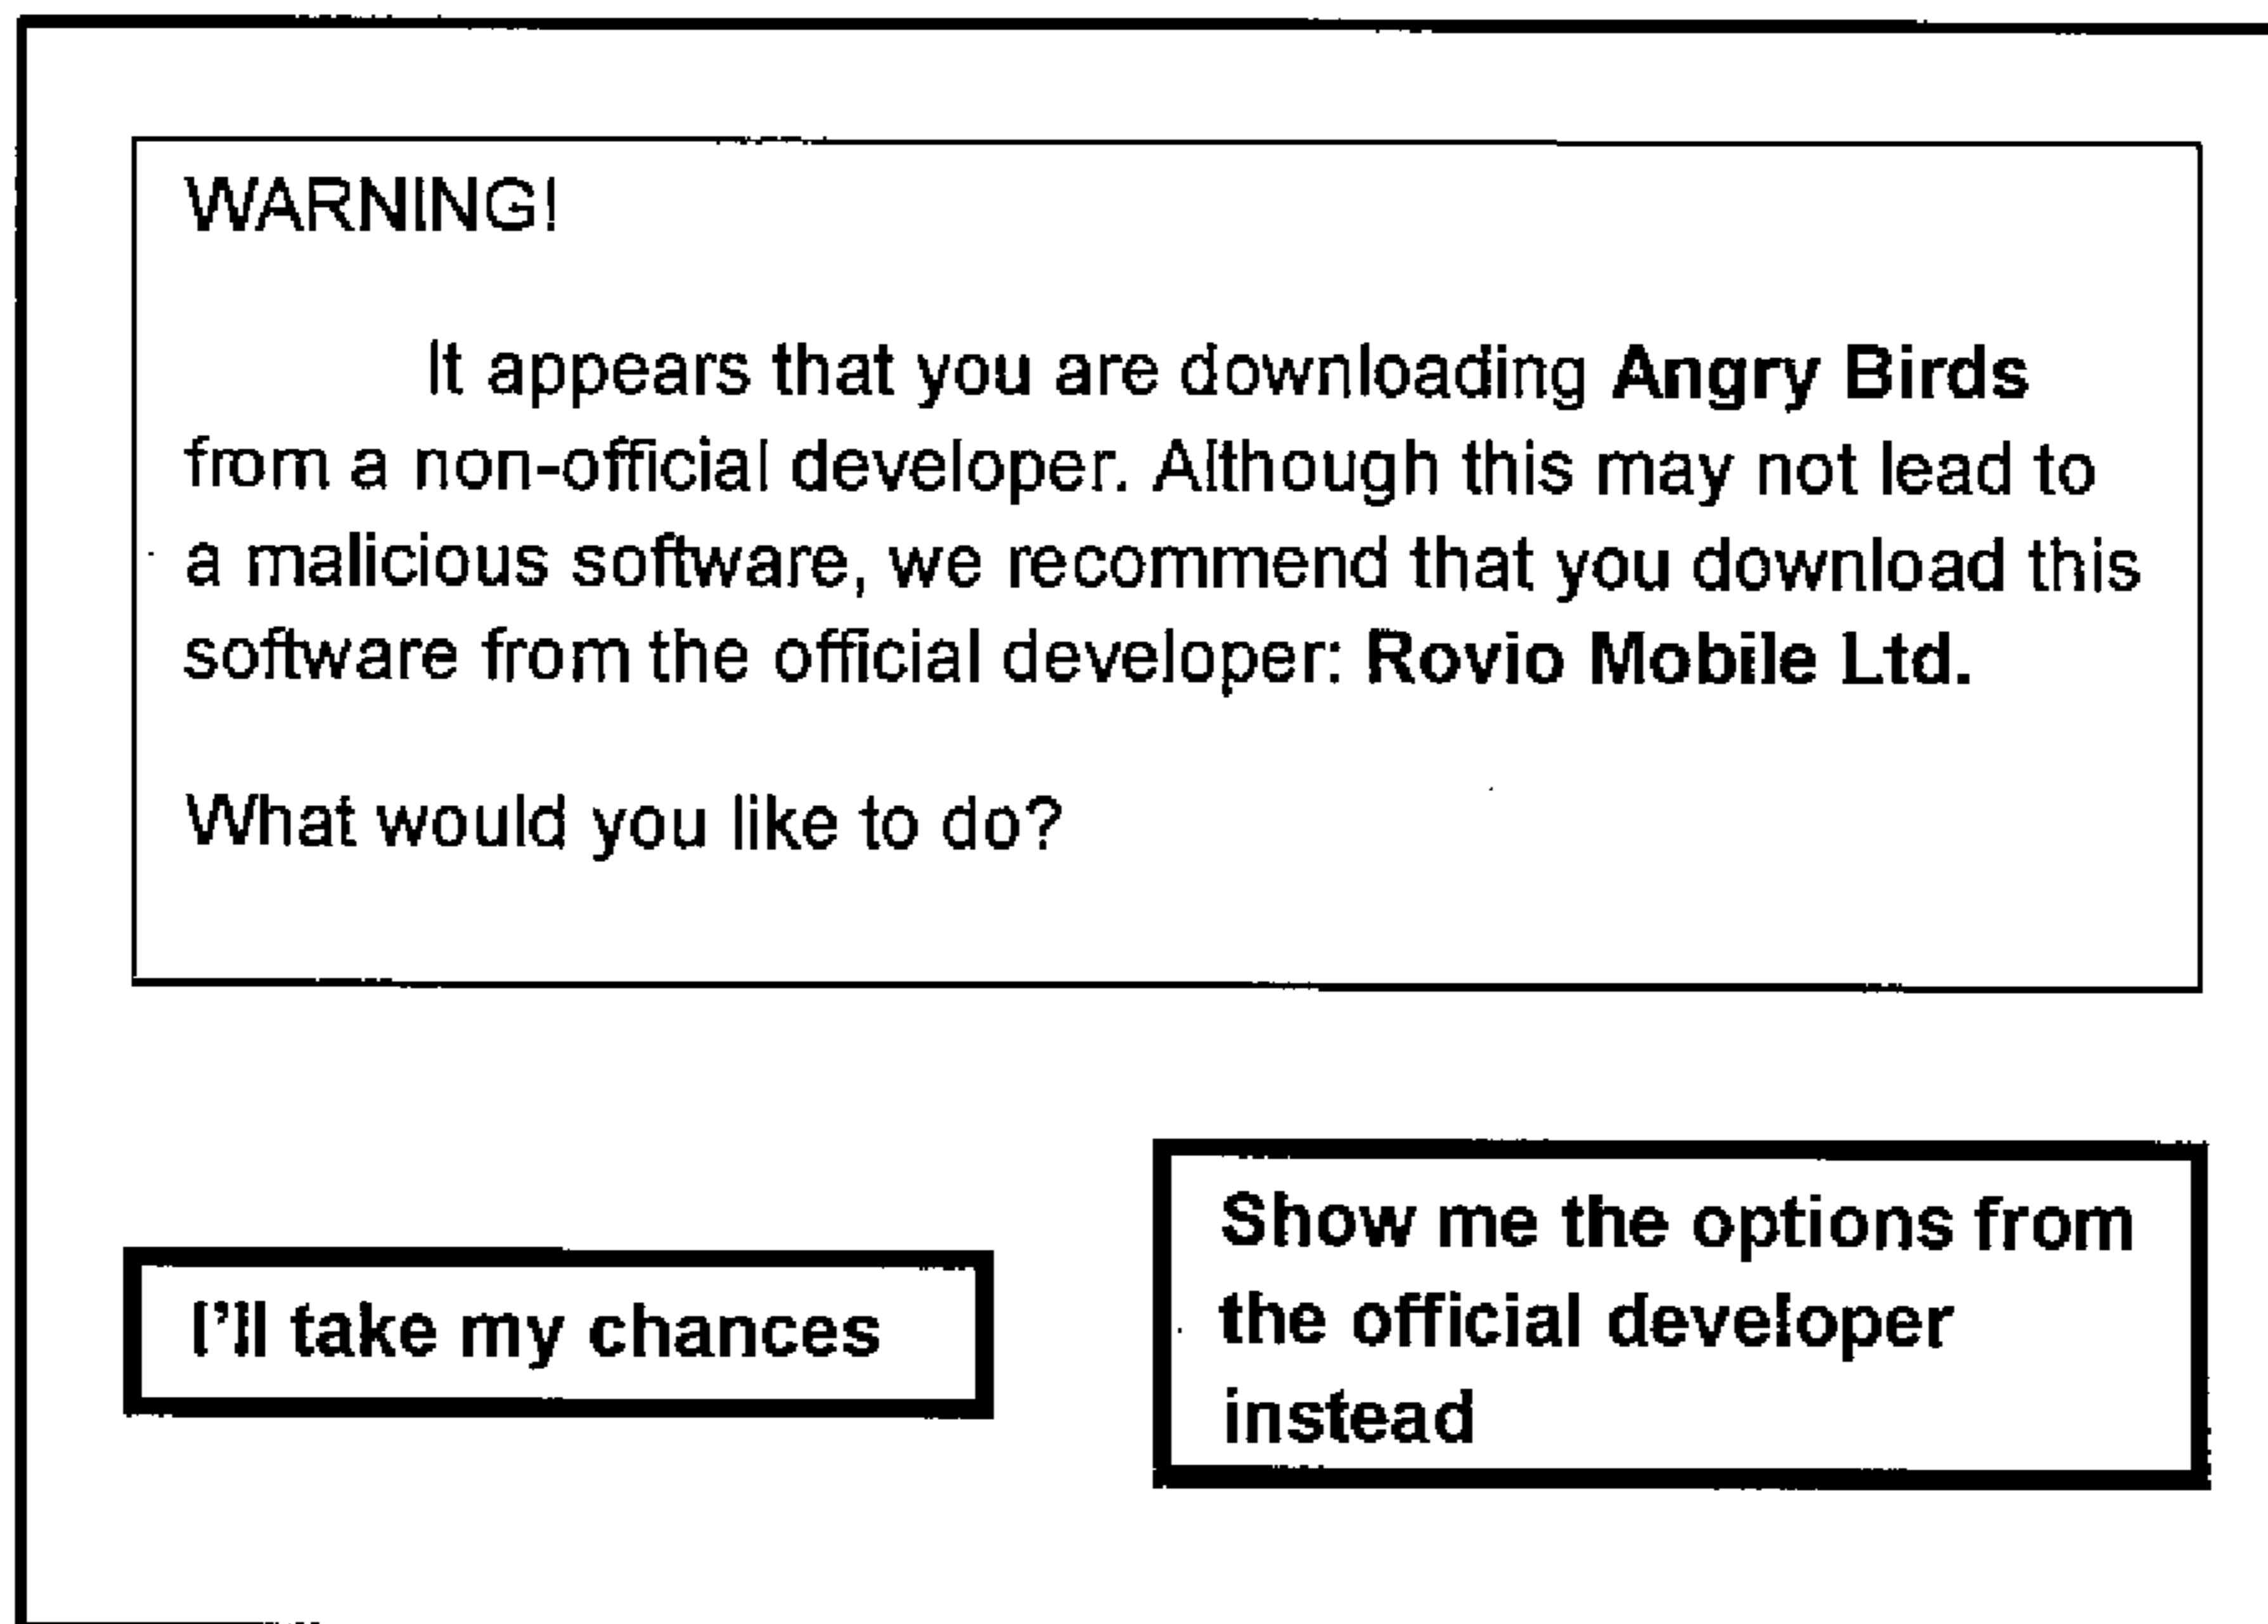 WARNING!
It appears that you are downloading Angry Birds
from a non-official developer. Although this may not lead to
a malicious software, we recommend that you download this
software from the official developer: Rovio Mobile Ltd.
What would you like to do?
I'll take my chances
Show me the options from
the official developer
instead